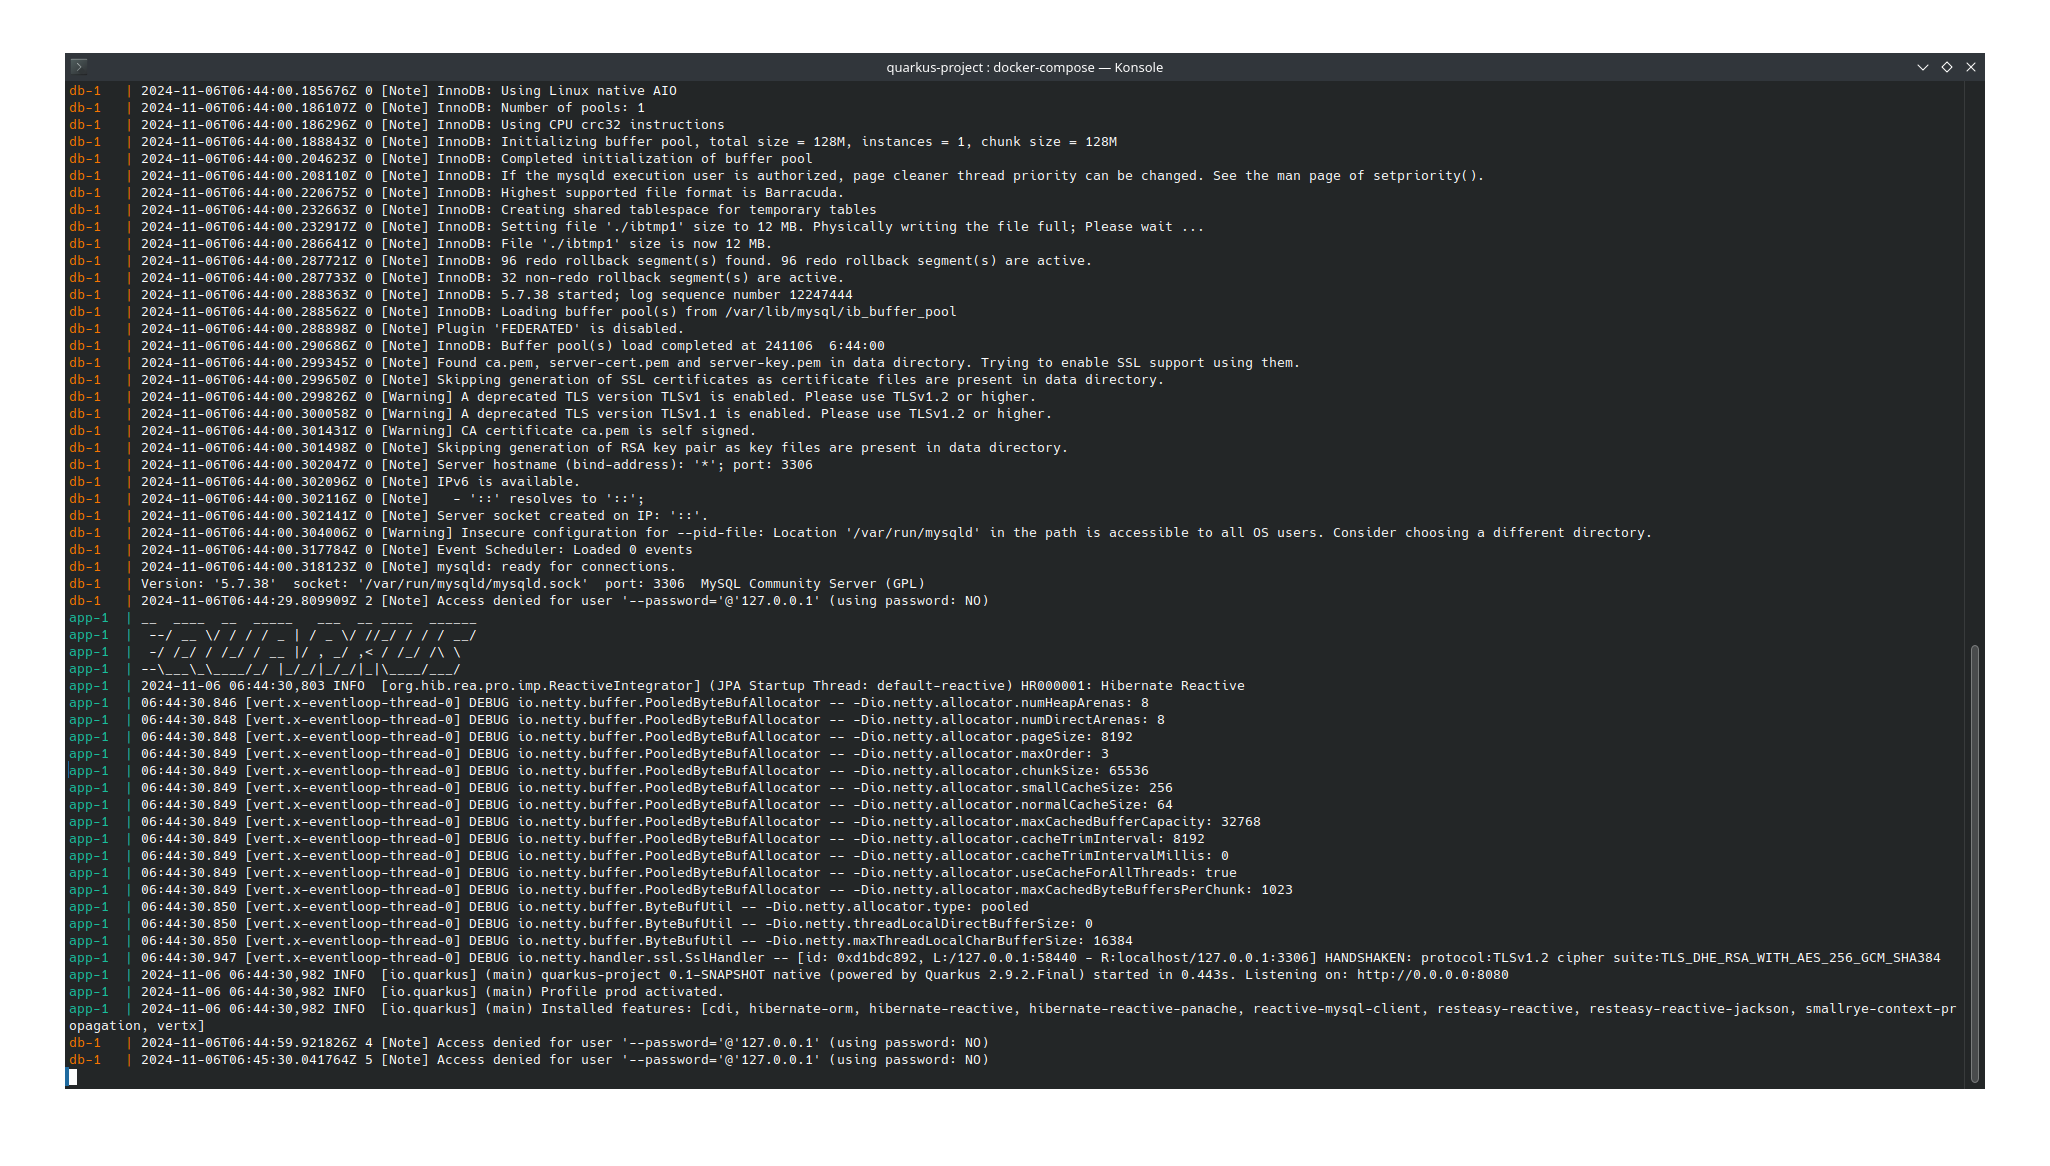 quarkus-project : docker-compose — Konsole
db-1   | 2024-11-06T06:44:00.185676Z 0 [Note] InnoDB: Using Linux native AIO
db-1   | 2024-11-06T06:44:00.186107Z 0 [Note] InnoDB: Number of pools: 1
db-1   | 2024-11-06T06:44:00.186296Z 0 [Note] InnoDB: Using CPU crc32 instructions
db-1   | 2024-11-06T06:44:00.188843Z 0 [Note] InnoDB: Initializing buffer pool, total size = 128M, instances = 1, chunk size = 128M
db-1   | 2024-11-06T06:44:00.204623Z 0 [Note] InnoDB: Completed initialization of buffer pool
db-1   | 2024-11-06T06:44:00.208110Z 0 [Note] InnoDB: If the mysqld execution user is authorized, page cleaner thread priority can be changed. See the man page of setpriority().
db-1   | 2024-11-06T06:44:00.220675Z 0 [Note] InnoDB: Highest supported file format is Barracuda.
db-1   | 2024-11-06T06:44:00.232663Z 0 [Note] InnoDB: Creating shared tablespace for temporary tables
db-1   | 2024-11-06T06:44:00.232917Z 0 [Note] InnoDB: Setting file './ibtmp1' size to 12 MB. Physically writing the file full; Please wait ...
db-1   | 2024-11-06T06:44:00.286641Z 0 [Note] InnoDB: File './ibtmp1' size is now 12 MB.
db-1   | 2024-11-06T06:44:00.287721Z 0 [Note] InnoDB: 96 redo rollback segment(s) found. 96 redo rollback segment(s) are active.
db-1   | 2024-11-06T06:44:00.287733Z 0 [Note] InnoDB: 32 non-redo rollback segment(s) are active.
db-1   | 2024-11-06T06:44:00.288363Z 0 [Note] InnoDB: 5.7.38 started; log sequence number 12247444
db-1   | 2024-11-06T06:44:00.288562Z 0 [Note] InnoDB: Loading buffer pool(s) from /var/lib/mysql/ib_buffer_pool
db-1   | 2024-11-06T06:44:00.288898Z 0 [Note] Plugin 'FEDERATED' is disabled.
db-1   | 2024-11-06T06:44:00.290686Z 0 [Note] InnoDB: Buffer pool(s) load completed at 241106  6:44:00
db-1   | 2024-11-06T06:44:00.299345Z 0 [Note] Found ca.pem, server-cert.pem and server-key.pem in data directory. Trying to enable SSL support using them.
db-1   | 2024-11-06T06:44:00.299650Z 0 [Note] Skipping generation of SSL certificates as certificate files are present in data directory.
db-1   | 2024-11-06T06:44:00.299826Z 0 [Warning] A deprecated TLS version TLSv1 is enabled. Please use TLSv1.2 or higher.
db-1   | 2024-11-06T06:44:00.300058Z 0 [Warning] A deprecated TLS version TLSv1.1 is enabled. Please use TLSv1.2 or higher.
db-1   | 2024-11-06T06:44:00.301431Z 0 [Warning] CA certificate ca.pem is self signed.
db-1   | 2024-11-06T06:44:00.301498Z 0 [Note] Skipping generation of RSA key pair as key files are present in data directory.
db-1   | 2024-11-06T06:44:00.302047Z 0 [Note] Server hostname (bind-address): '*'; port: 3306
db-1   | 2024-11-06T06:44:00.302096Z 0 [Note] IPv6 is available.
db-1   | 2024-11-06T06:44:00.302116Z 0 [Note]   - '::' resolves to '::';
db-1   | 2024-11-06T06:44:00.302141Z 0 [Note] Server socket created on IP: '::'.
db-1   | 2024-11-06T06:44:00.304006Z 0 [Warning] Insecure configuration for --pid-file: Location '/var/run/mysqld' in the path is accessible to all OS users. Consider choosing a different directory.
db-1   | 2024-11-06T06:44:00.317784Z 0 [Note] Event Scheduler: Loaded 0 events
db-1   | 2024-11-06T06:44:00.318123Z 0 [Note] mysqld: ready for connections.
db-1   | Version: '5.7.38'  socket: '/var/run/mysqld/mysqld.sock'  port: 3306  MySQL Community Server (GPL)
db-1   | 2024-11-06T06:44:29.809909Z 2 [Note] Access denied for user '--password='@'127.0.0.1' (using password: NO)
app-1  | __  ____  __  _____   ___  __ ____  ______
app-1  |  --/ __ \/ / / / _ | / _ \/ //_/ / / / __/
app-1  |  -/ /_/ / /_/ / __ |/ , _/ ,< / /_/ /\ \
app-1  | --\___\_\____/_/ |_/_/|_/_/|_|\____/___/
app-1  | 2024-11-06 06:44:30,803 INFO  [org.hib.rea.pro.imp.ReactiveIntegrator] (JPA Startup Thread: default-reactive) HR000001: Hibernate Reactive
app-1  | 06:44:30.846 [vert.x-eventloop-thread-0] DEBUG io.netty.buffer.PooledByteBufAllocator -- -Dio.netty.allocator.numHeapArenas: 8
app-1  | 06:44:30.848 [vert.x-eventloop-thread-0] DEBUG io.netty.buffer.PooledByteBufAllocator -- -Dio.netty.allocator.numDirectArenas: 8
app-1  | 06:44:30.848 [vert.x-eventloop-thread-0] DEBUG io.netty.buffer.PooledByteBufAllocator -- -Dio.netty.allocator.pageSize: 8192
app-1  | 06:44:30.849 [vert.x-eventloop-thread-0] DEBUG io.netty.buffer.PooledByteBufAllocator -- -Dio.netty.allocator.maxOrder: 3
app-1  | 06:44:30.849 [vert.x-eventloop-thread-0] DEBUG io.netty.buffer.PooledByteBufAllocator -- -Dio.netty.allocator.chunkSize: 65536
app-1  | 06:44:30.849 [vert.x-eventloop-thread-0] DEBUG io.netty.buffer.PooledByteBufAllocator -- -Dio.netty.allocator.smallCacheSize: 256
app-1  | 06:44:30.849 [vert.x-eventloop-thread-0] DEBUG io.netty.buffer.PooledByteBufAllocator -- -Dio.netty.allocator.normalCacheSize: 64
app-1  | 06:44:30.849 [vert.x-eventloop-thread-0] DEBUG io.netty.buffer.PooledByteBufAllocator -- -Dio.netty.allocator.maxCachedBufferCapacity: 32768
app-1  | 06:44:30.849 [vert.x-eventloop-thread-0] DEBUG io.netty.buffer.PooledByteBufAllocator -- -Dio.netty.allocator.cacheTrimInterval: 8192
app-1  | 06:44:30.849 [vert.x-eventloop-thread-0] DEBUG io.netty.buffer.PooledByteBufAllocator -- -Dio.netty.allocator.cacheTrimIntervalMillis: 0
app-1  | 06:44:30.849 [vert.x-eventloop-thread-0] DEBUG io.netty.buffer.PooledByteBufAllocator -- -Dio.netty.allocator.useCacheForAllThreads: true
app-1  | 06:44:30.849 [vert.x-eventloop-thread-0] DEBUG io.netty.buffer.PooledByteBufAllocator -- -Dio.netty.allocator.maxCachedByteBuffersPerChunk: 1023
app-1  | 06:44:30.850 [vert.x-eventloop-thread-0] DEBUG io.netty.buffer.ByteBufUtil -- -Dio.netty.allocator.type: pooled
app-1  | 06:44:30.850 [vert.x-eventloop-thread-0] DEBUG io.netty.buffer.ByteBufUtil -- -Dio.netty.threadLocalDirectBufferSize: 0
app-1  | 06:44:30.850 [vert.x-eventloop-thread-0] DEBUG io.netty.buffer.ByteBufUtil -- -Dio.netty.maxThreadLocalCharBufferSize: 16384
app-1  | 06:44:30.947 [vert.x-eventloop-thread-0] DEBUG io.netty.handler.ssl.SslHandler -- [id: 0xd1bdc892, L:/127.0.0.1:58440 - R:localhost/127.0.0.1:3306] HANDSHAKEN: protocol:TLSv1.2 cipher suite:TLS_DHE_RSA_WITH_AES_256_GCM_SHA384
app-1  | 2024-11-06 06:44:30,982 INFO  [io.quarkus] (main) quarkus-project 0.1-SNAPSHOT native (powered by Quarkus 2.9.2.Final) started in 0.443s. Listening on: http://0.0.0.0:8080
app-1  | 2024-11-06 06:44:30,982 INFO  [io.quarkus] (main) Profile prod activated.
app-1  | 2024-11-06 06:44:30,982 INFO  [io.quarkus] (main) Installed features: [cdi, hibernate-orm, hibernate-reactive, hibernate-reactive-panache, reactive-mysql-client, resteasy-reactive, resteasy-reactive-jackson, smallrye-context-pr
opagation, vertx]
db-1   | 2024-11-06T06:44:59.921826Z 4 [Note] Access denied for user '--password='@'127.0.0.1' (using password: NO)
db-1   | 2024-11-06T06:45:30.041764Z 5 [Note] Access denied for user '--password='@'127.0.0.1' (using password: NO)